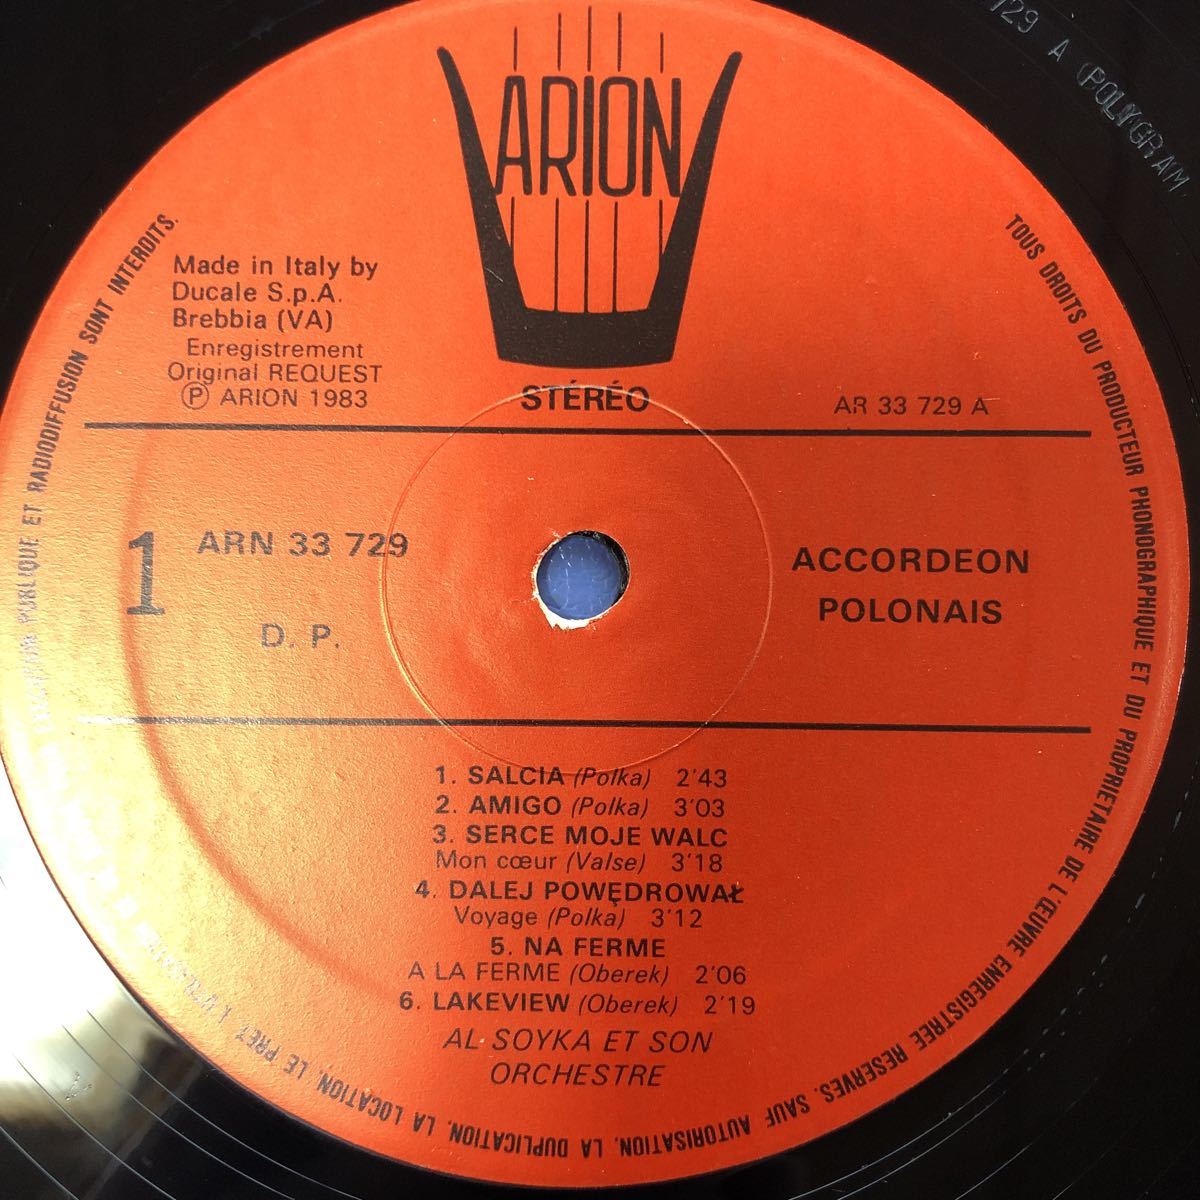 ARION
Made in Italy by
Ducale S.p.A.
Brebbia (VA)
Enregistrement
Original REQUEST
Ⓟ ARION 1983
STÉRÉO
AR 33 729 A
1
ARN 33 729
D. P.
ACCORDEON
POLONAIS
1. SALCIA (Polka) 2'43
2. AMIGO (Polka) 3'03
3. SERCE MOJE WALC
Mon cœur (Valse) 3'18
4. DALEJ POWĘDROWAŁ
Voyage (Polka) 3'12
5. NA FERME
A LA FERME (Oberek) 2'06
6. LAKEVIEW (Oberek) 2'19
AL SOYKA ET SON
ORCHESTRE
TOUS DROITS DU PRODUCTEUR PHONOGRAPHIQUE ET DU PROPRIETAIRE DE L'ŒUVRE ENREGISTREE RESERVES. SAUF AUTORISATION, LA DUPLICATION, LA LOCATION, LE PRET, PUBLIQUE ET RADIODIFFUSION SONT INTERDITS.
729 A (POLYGRAM